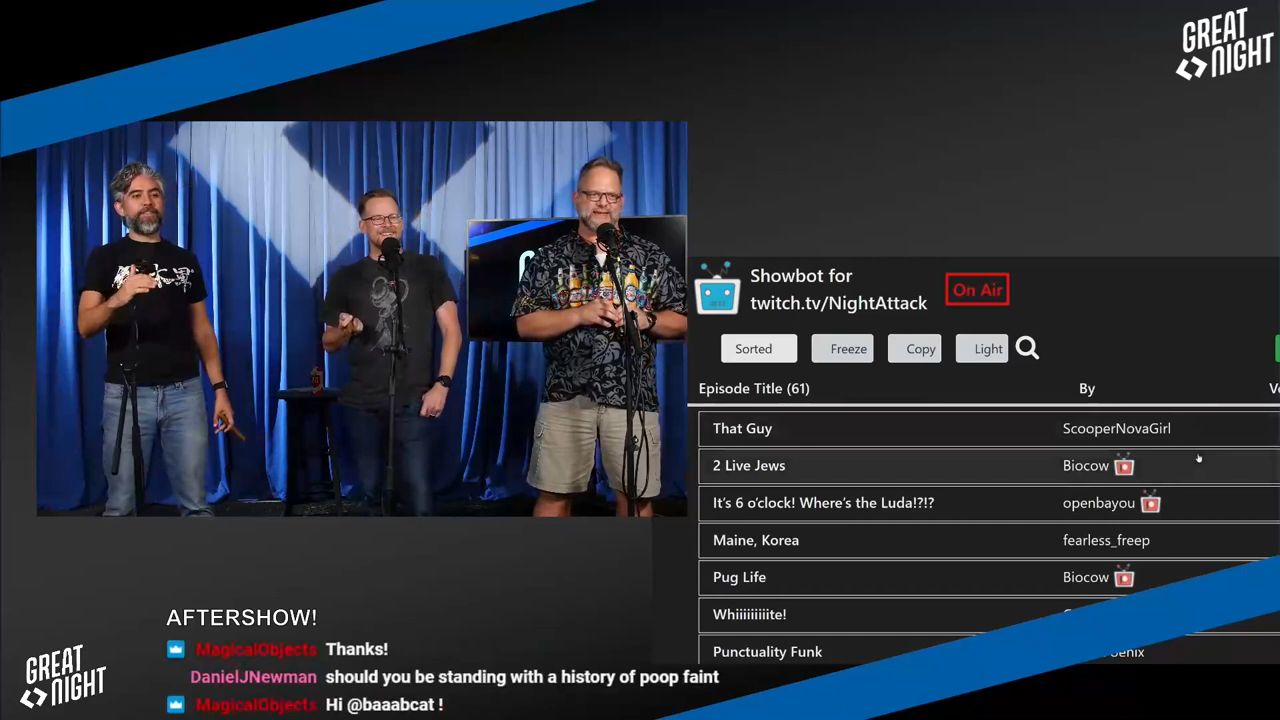 GREAT
NIGHT
Showbot for
twitch.tv/NightAttack
On Air
Sorted
Freeze
Copy
Light
Episode Title (61)
By
That Guy
ScooperNovaGirl
2 Live Jews
Biocow
It's 6 o'clock! Where's the Luda!?!?
openbayou
Maine, Korea
fearless_freep
Pug Life
Biocow
Whiiiiiiiiite!
Punctuality Funk
AFTERSHOW!
MagicalObjects Thanks!
DanielJNewman should you be standing with a history of poop faint
MagicalObjects Hi @baaabcat !
GREAT
NIGHT